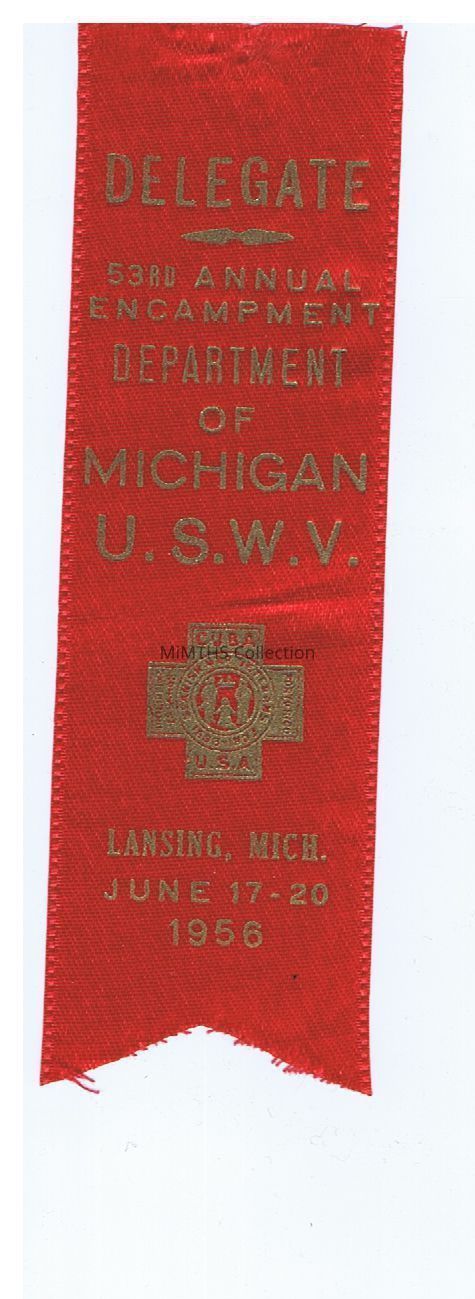 DELEGATE
53RD ANNUAL
ENCAMPMENT
DEPARTMENT
OF
MICHIGAN
U.S.W.V.
CUBA
MiMTHS Collection
U.S.A.
LANSING, MICH.
JUNE 17-20
1956